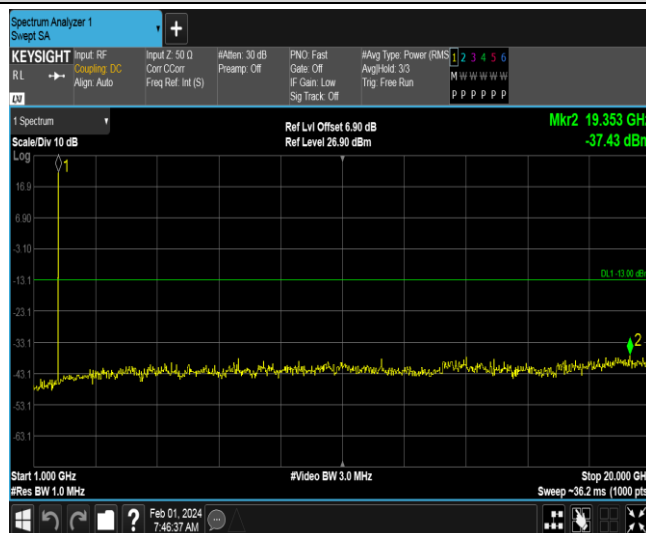 Spectrum Analyzer 1
Swept SA
KEYSIGHT
RL
LXI
Input: RF
Coupling: DC
Align: Auto
Input Z: 50 Ω
Corr CCorr
Freq Ref: Int (S)
#Atten: 30 dB
Preamp: Off
PNO: Fast
Gate: Off
IF Gain: Low
Sig Track: Off
#Avg Type: Power (RMS
Avg|Hold: 3/3
Trig: Free Run
1 2 3 4 5 6
M W W W W W
P P P P P P
1 Spectrum
Scale/Div 10 dB
Ref Lvl Offset 6.90 dB
Ref Level 26.90 dBm
Mkr2 19.353 GHz
-37.43 dBm
Log
1
16.9
6.90
-3.10
-13.1
DL1 -13.00 dBm
-23.1
-33.1
2
-43.1
-53.1
-63.1
Start 1.000 GHz
#Video BW 3.0 MHz
Stop 20.000 GHz
#Res BW 1.0 MHz
Sweep ~36.2 ms (1000 pts)
?
Feb 01, 2024
7:46:37 AM